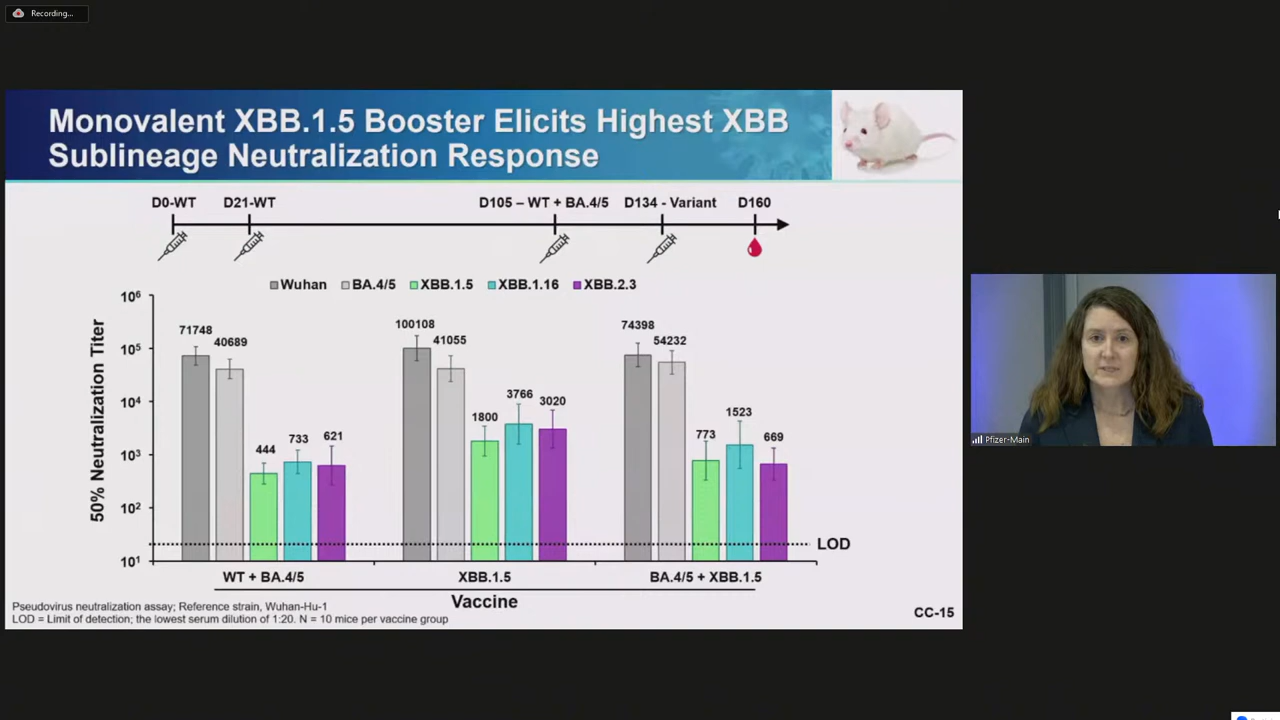 Recording...
Monovalent XBB.1.5 Booster Elicits Highest XBB
Sublineage Neutralization Response
D0-WT D21-WT D105 – WT + BA.4/5 D134 - Variant D160
Wuhan BA.4/5 XBB.1.5 XBB.1.16 XBB.2.3
50% Neutralization Titer
10⁶
10⁵
10⁴
10³
10²
10¹
71748 40689 444 733 621
100108 41055 1800 3766 3020
74398 54232 773 1523 669
LOD
WT + BA.4/5 XBB.1.5 BA.4/5 + XBB.1.5
Vaccine
Pseudovirus neutralization assay; Reference strain, Wuhan-Hu-1
LOD = Limit of detection; the lowest serum dilution of 1:20. N = 10 mice per vaccine group
CC-15
Pfizer-Main